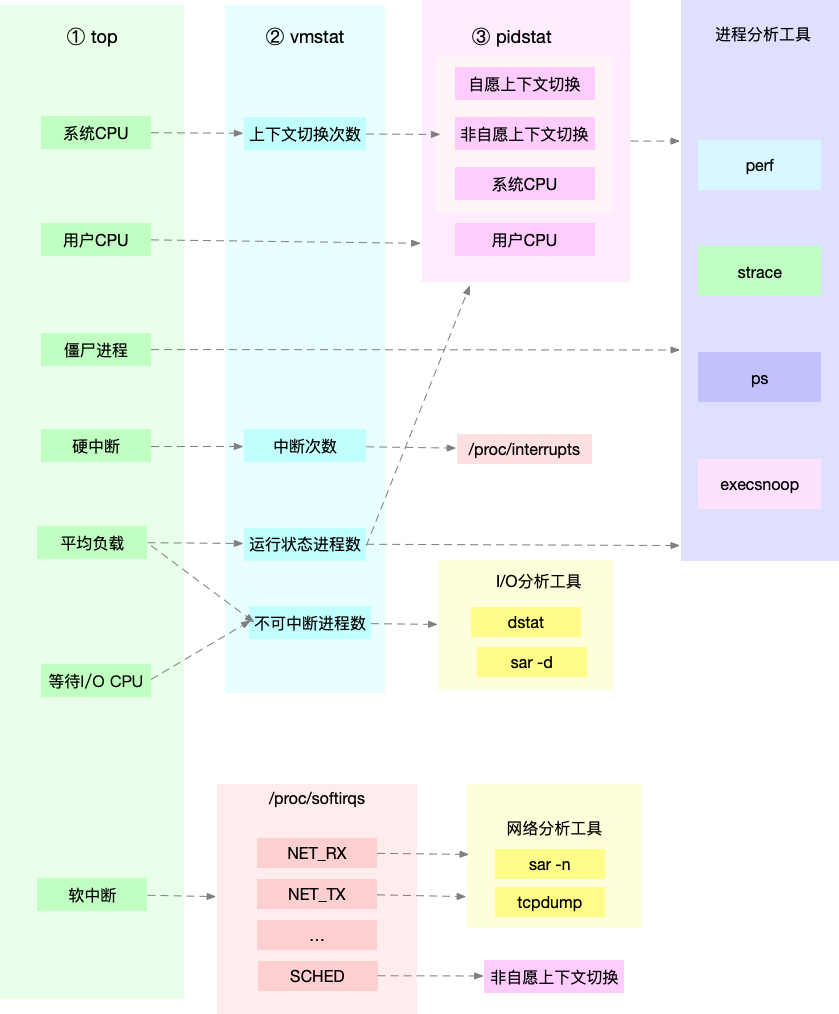 ① top
系统CPU
用户CPU
僵尸进程
硬中断
平均负载
等待I/O CPU
软中断
② vmstat
上下文切换次数
中断次数
运行状态进程数
不可中断进程数
③ pidstat
自愿上下文切换
非自愿上下文切换
系统CPU
用户CPU
/proc/interrupts
I/O分析工具
dstat
sar -d
进程分析工具
perf
strace
ps
execsnoop
/proc/softirqs
NET_RX
NET_TX
...
SCHED
网络分析工具
sar -n
tcpdump
非自愿上下文切换